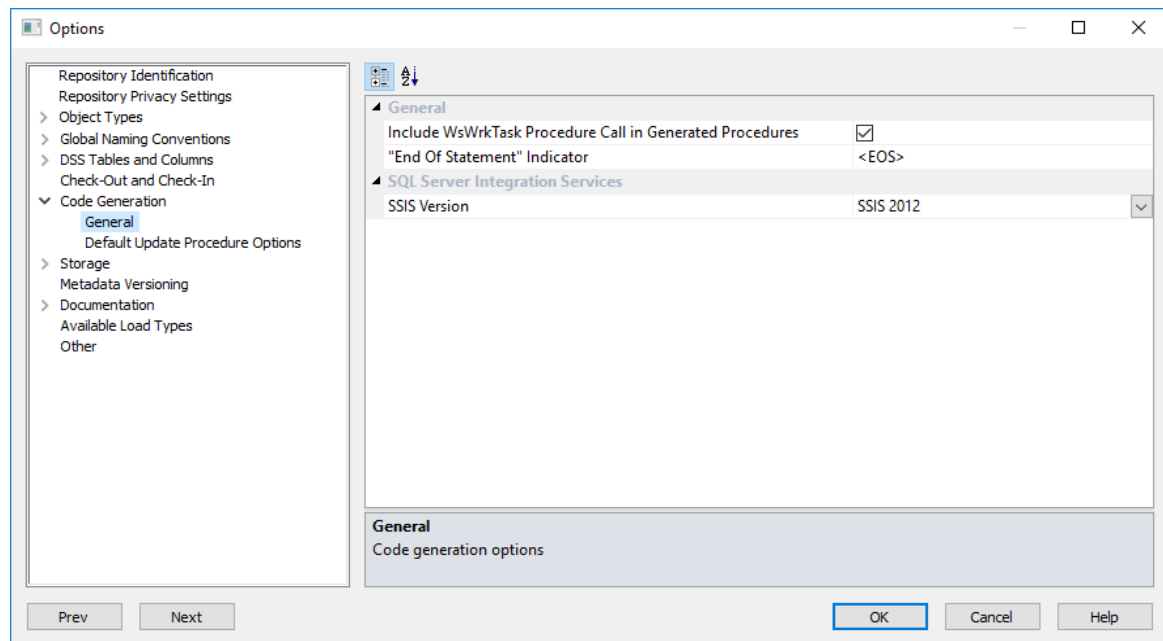 Options
Repository Identification
Repository Privacy Settings
Object Types
Global Naming Conventions
DSS Tables and Columns
Check-Out and Check-In
Code Generation
General
Default Update Procedure Options
Storage
Metadata Versioning
Documentation
Available Load Types
Other
A
Z
General
Include WsWrkTask Procedure Call in Generated Procedures
"End Of Statement" Indicator <EOS>
SQL Server Integration Services
SSIS Version SSIS 2012
General
Code generation options
Prev Next OK Cancel Help